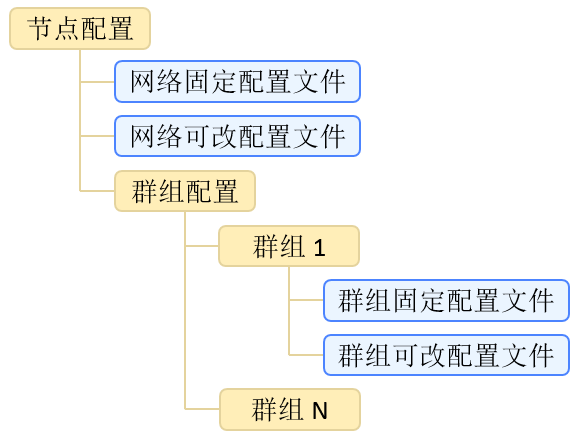 节点配置
网络固定配置文件
网络可改配置文件
群组配置
群组 1
群组固定配置文件
群组可改配置文件
群组 N